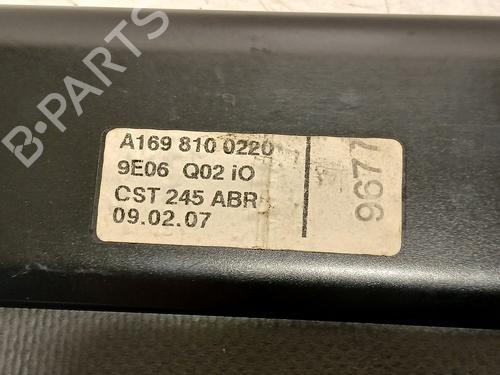 A169 810 0220
9E06 Q02 iO
CST 245 ABR
09.02.07
9677
B-PARTS